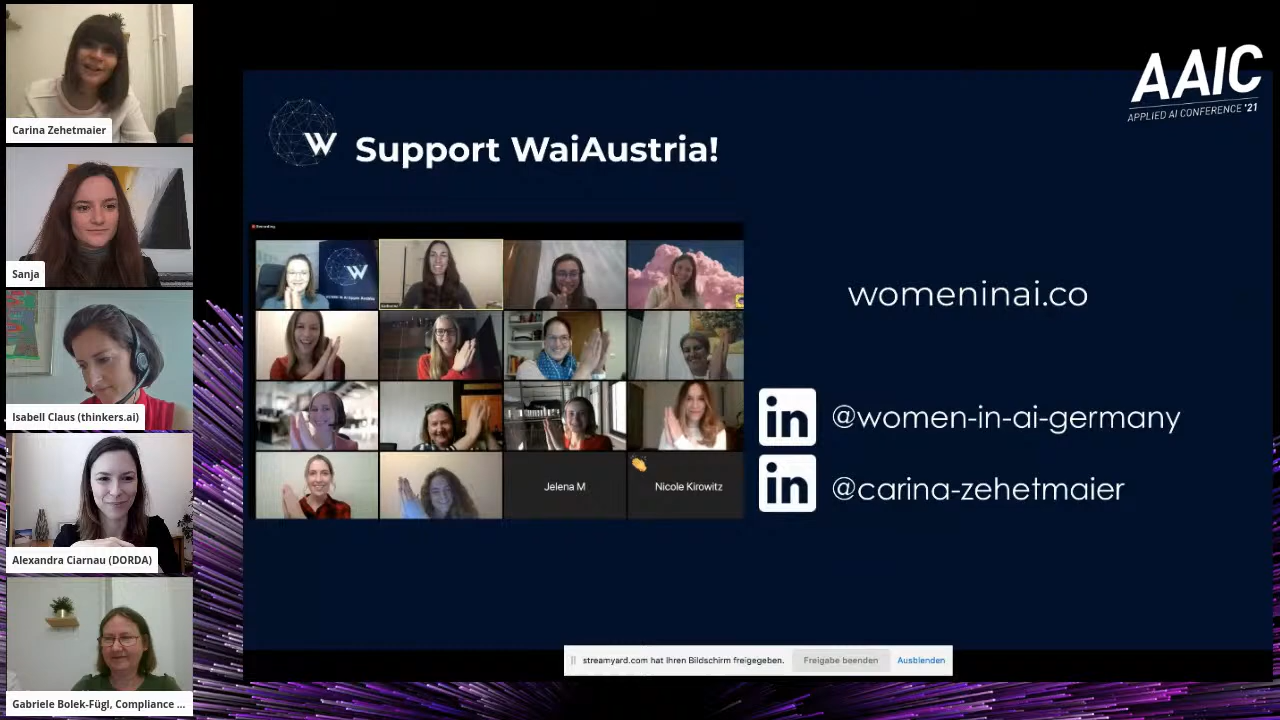 Carina Zehetmaier
Sanja
Isabell Claus (thinkers.ai)
Alexandra Ciarnau (DORDA)
Gabriele Bolek-Fügl, Compliance ...
AAIC
APPLIED AI CONFERENCE '21
W
Support WaiAustria!
W
Jelena M
Nicole Kirowitz
womeninai.co
in @women-in-ai-germany
in @carina-zehetmaier
streamyard.com hat Ihren Bildschirm freigegeben. Freigabe beenden Ausblenden